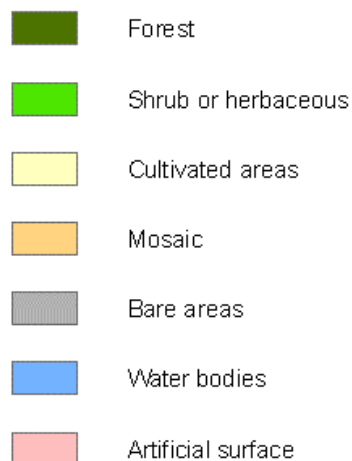 Forest
Shrub or herbaceous
Cultivated areas
Mosaic
Bare areas
Water bodies
Artificial surface